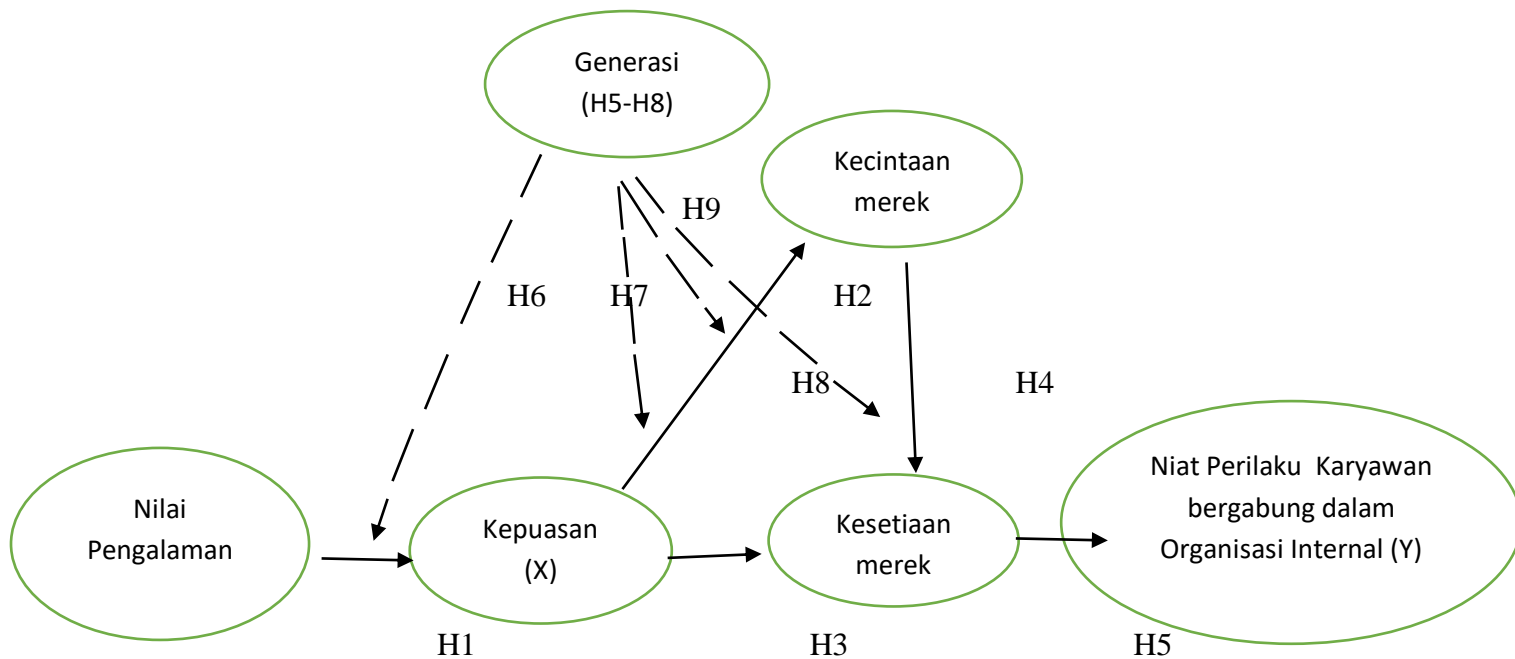 Generasi
(H5-H8)
Kecintaan
merek
H9
H6
H7
H2
H8
H4
Nilai
Pengalaman
Kepuasan
(X)
Kesetiaan
merek
Niat Perilaku Karyawan
bergabung dalam
Organisasi Internal (Y)
H1
H3
H5